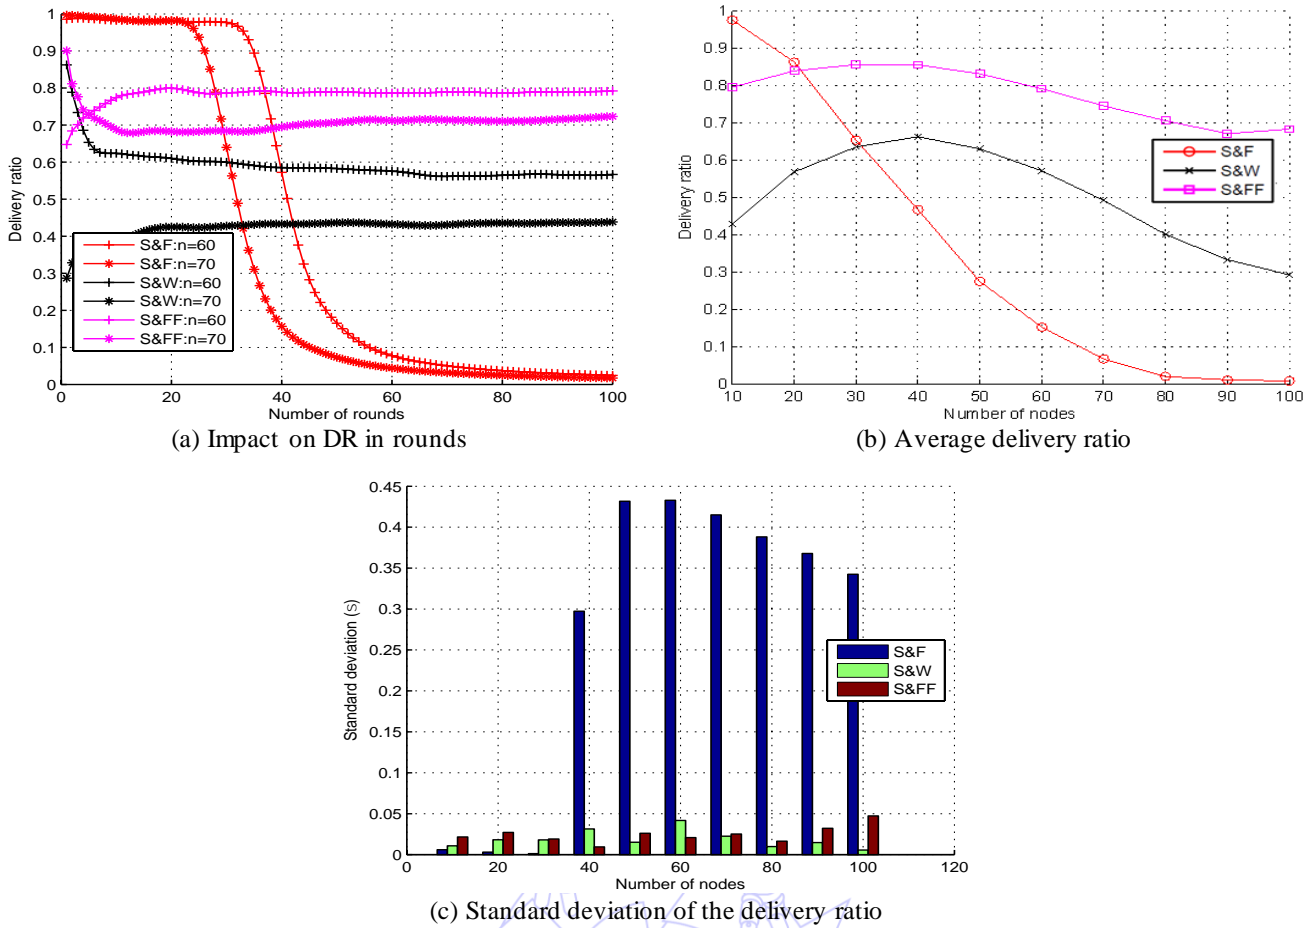 1
0.9
0.8
0.7
0.6
0.5
0.4
0.3
0.2
0.1
0
Delivery ratio
S&F:n=60
S&F:n=70
S&W:n=60
S&W:n=70
S&FF:n=60
S&FF:n=70
0 20 40 60 80 100
Number of rounds
(a) Impact on DR in rounds
1
0.9
0.8
0.7
0.6
0.5
0.4
0.3
0.2
0.1
0
Delivery ratio
S&F
S&W
S&FF
10 20 30 40 50 60 70 80 90 100
Number of nodes
(b) Average delivery ratio
0.45
0.4
0.35
0.3
0.25
0.2
0.15
0.1
0.05
0
Standard deviation (s)
S&F
S&W
S&FF
0 20 40 60 80 100 120
Number of nodes
(c) Standard deviation of the delivery ratio